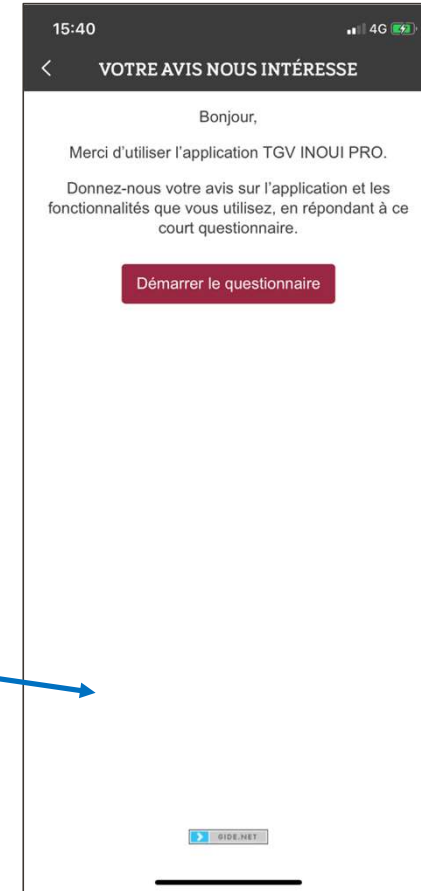 15:40
4G
VOTRE AVIS NOUS INTÉRESSE
Bonjour,
Merci d'utiliser l'application TGV INOUI PRO.
Donnez-nous votre avis sur l'application et les
fonctionnalités que vous utilisez, en répondant à ce
court questionnaire.
Démarrer le questionnaire
GIDE.NET